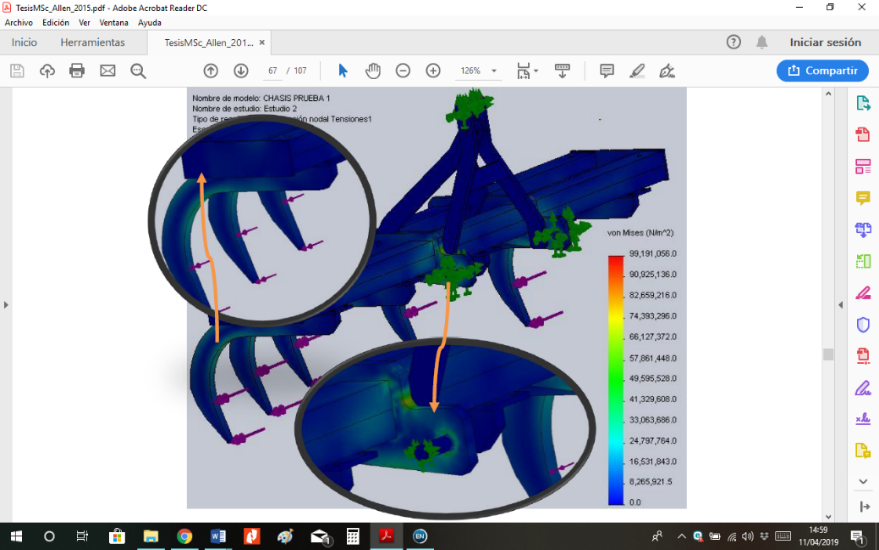 TesisMSc_Allen_2015.pdf - Adobe Acrobat Reader DC
Archivo Edición Ver Ventana Ayuda
Inicio Herramientas TesisMSc_Allen_201... × Iniciar sesión
67 / 107 126% Compartir
Nombre de modelo: CHASIS PRUEBA 1
Nombre de estudio: Estudio 2
Tipo de nodal Tensiones1
von Mises (N/m^2)
99,191,056.0
90,925,136.0
82,659,216.0
74,393,296.0
66,127,372.0
57,861,448.0
49,595,528.0
41,329,608.0
33,063,686.0
24,797,764.0
16,531,843.0
8,265,921.5
0.0
EN
14:59
11/04/2019